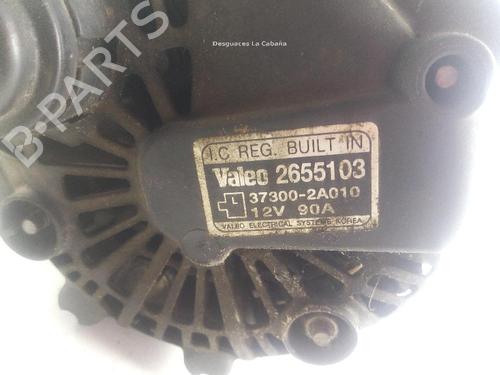 Desguaces La Cabaña
B-PARTS
I.C REG. BUILT IN
Valeo 2655103
37300-2A010
12V 90A
VALEO ELECTRICAL SYSTEMS KOREA